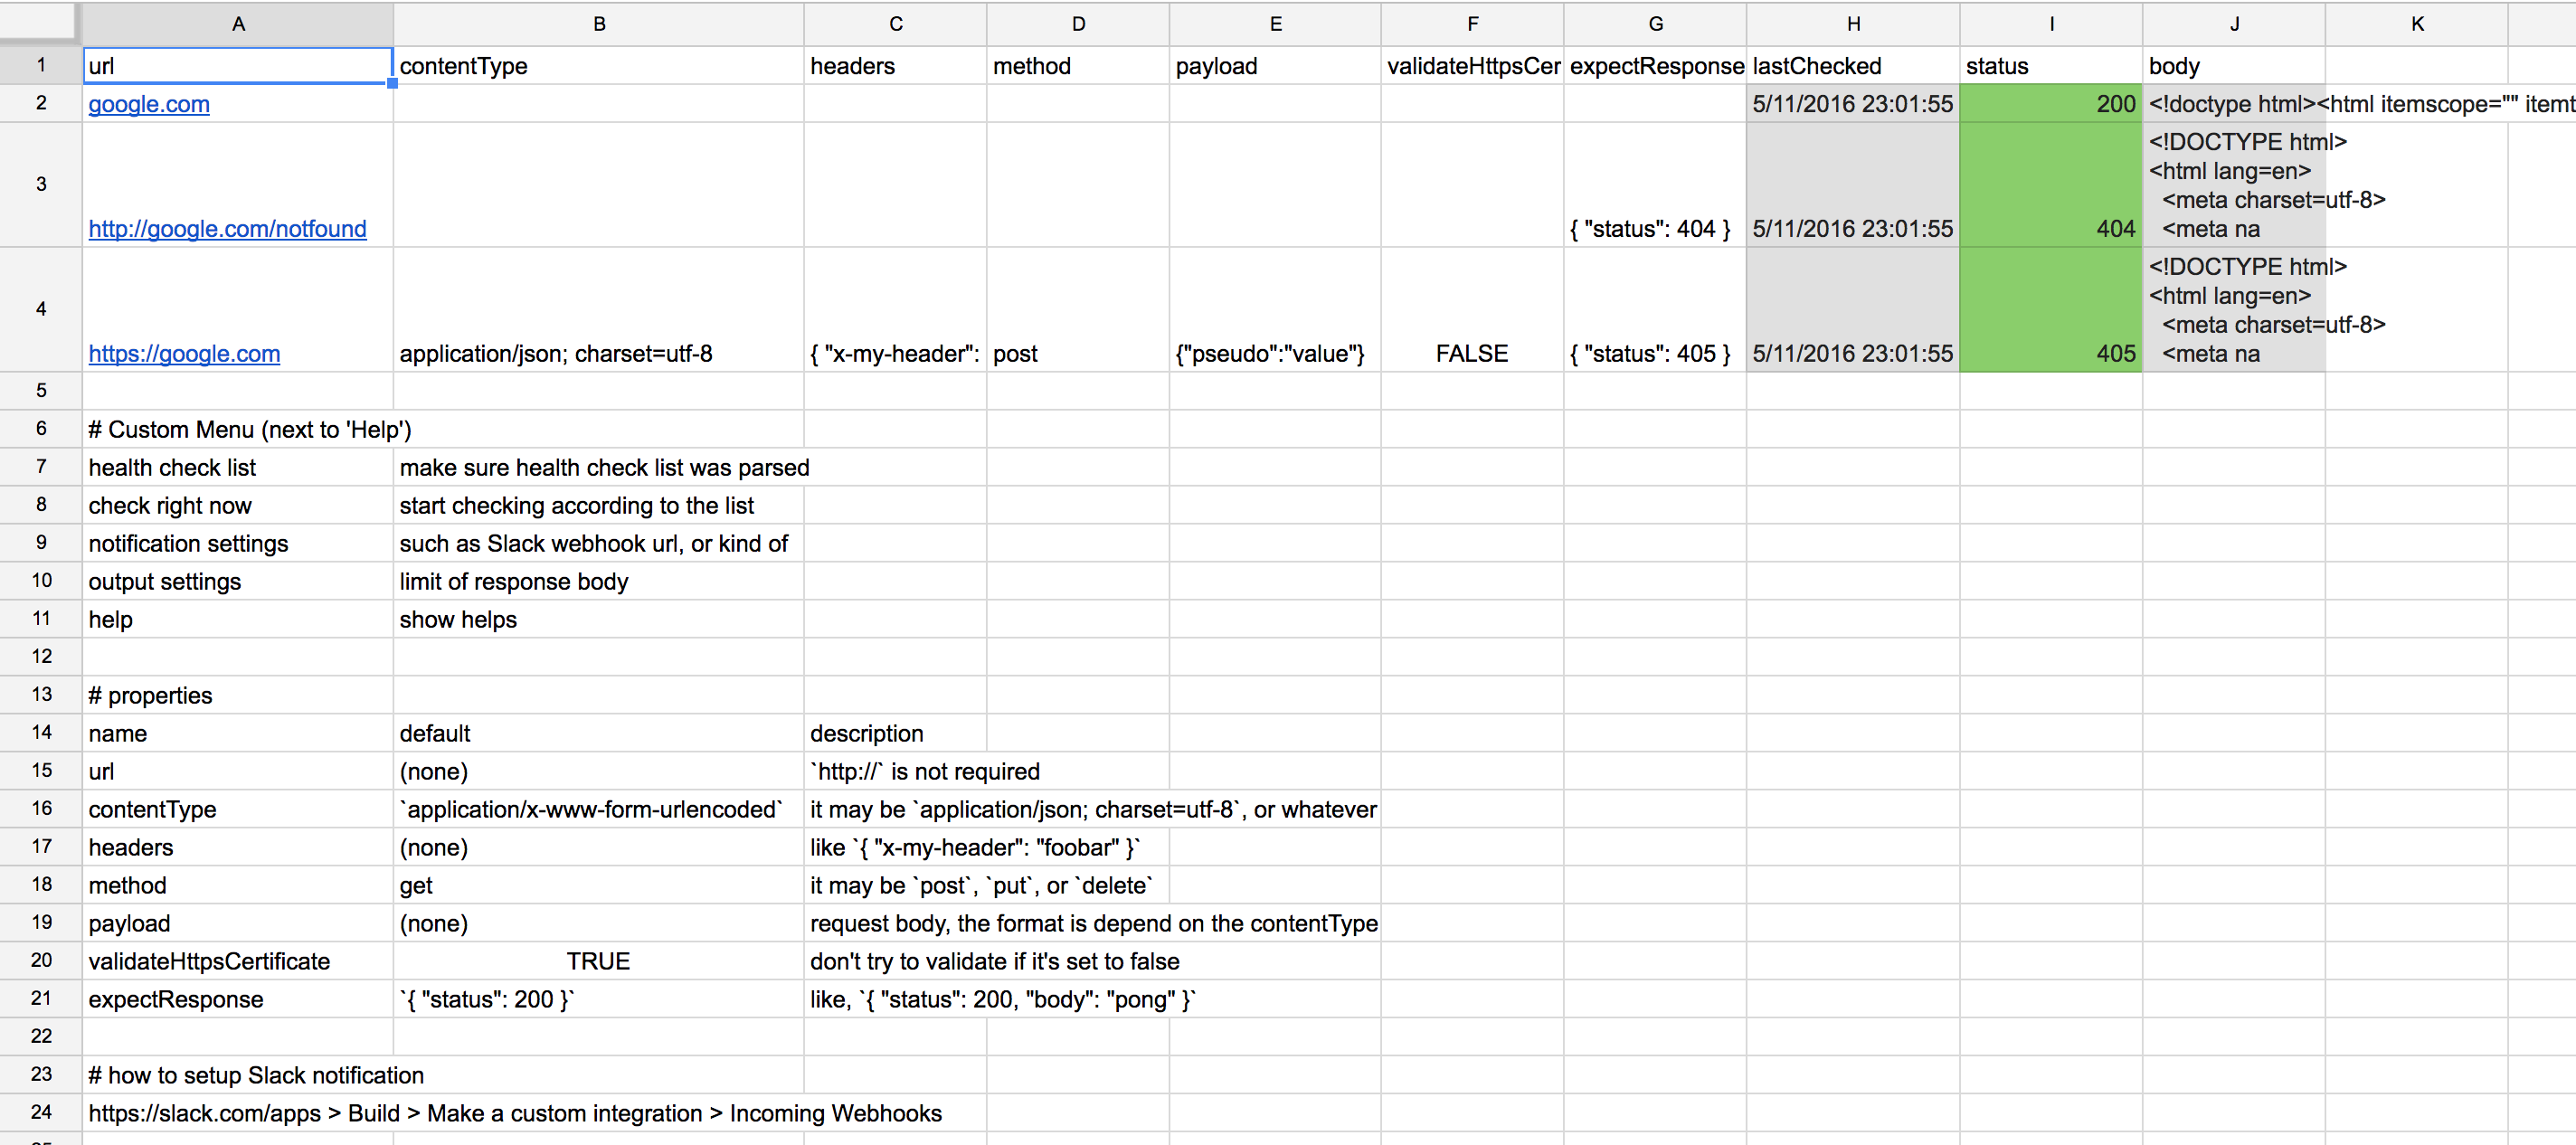 A B C D E F G H I J K
1 url contentType headers method payload validateHttpsCer expectResponse lastChecked status body
2 google.com 5/11/2016 23:01:55 200 <!doctype html><html itemscope="" itemt
<!DOCTYPE html>
3 <html lang=en>
<meta charset=utf-8>
http://google.com/notfound { "status": 404 } 5/11/2016 23:01:55 404 <meta na
<!DOCTYPE html>
4 <html lang=en>
<meta charset=utf-8>
https://google.com application/json; charset=utf-8 { "x-my-header": post {"pseudo":"value"} FALSE { "status": 405 } 5/11/2016 23:01:55 405 <meta na
5
6 # Custom Menu (next to 'Help')
7 health check list make sure health check list was parsed
8 check right now start checking according to the list
9 notification settings such as Slack webhook url, or kind of
10 output settings limit of response body
11 help show helps
12
13 # properties
14 name default description
15 url (none) `http://` is not required
16 contentType `application/x-www-form-urlencoded` it may be `application/json; charset=utf-8`, or whatever
17 headers (none) like `{ "x-my-header": "foobar" }`
18 method get it may be `post`, `put`, or `delete`
19 payload (none) request body, the format is depend on the contentType
20 validateHttpsCertificate TRUE don't try to validate if it's set to false
21 expectResponse `{ "status": 200 }` like, `{ "status": 200, "body": "pong" }`
22
23 # how to setup Slack notification
24 https://slack.com/apps > Build > Make a custom integration > Incoming Webhooks